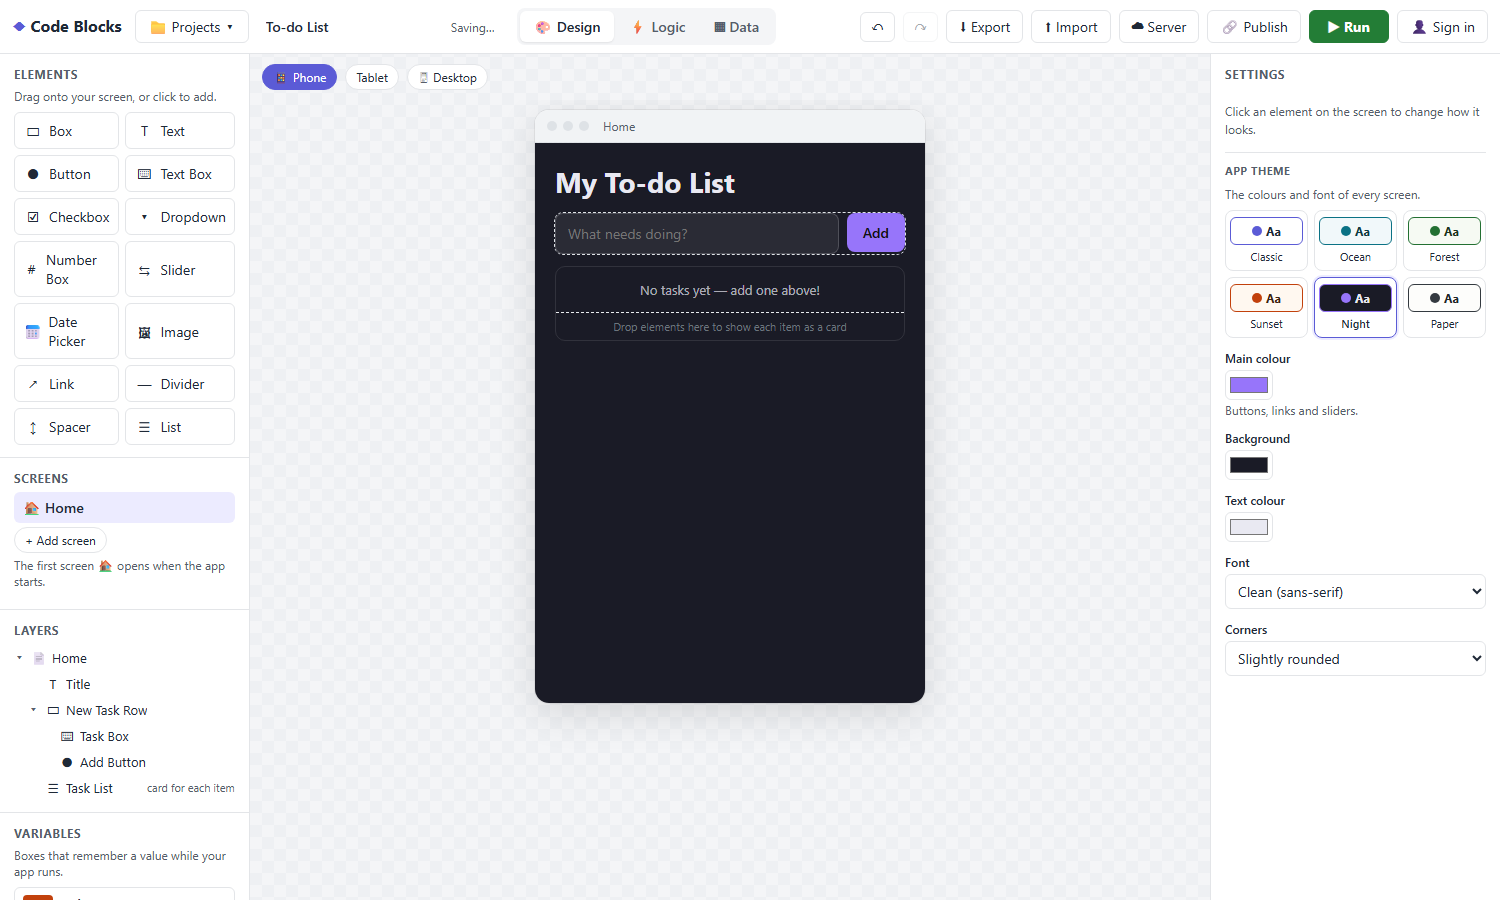 Code Blocks
Projects
To-do List
Saving...
Design
Logic
Data
Export
Import
Server
Publish
Run
Sign in
ELEMENTS
Drag onto your screen, or click to add.
Box
T Text
Button
Text Box
Checkbox
Dropdown
# Number Box
Slider
Date Picker
Image
Link
Divider
Spacer
List
SCREENS
Home
+ Add screen
The first screen opens when the app
starts.
LAYERS
Home
T Title
New Task Row
Task Box
Add Button
Task List card for each item
VARIABLES
Boxes that remember a value while your
app runs.
Phone
Tablet
Desktop
Home
My To-do List
What needs doing?
Add
No tasks yet — add one above!
Drop elements here to show each item as a card
SETTINGS
Click an element on the screen to change how it
looks.
APP THEME
The colours and font of every screen.
Aa Aa Aa
Classic Ocean Forest
Aa Aa Aa
Sunset Night Paper
Main colour
Buttons, links and sliders.
Background
Text colour
Font
Clean (sans-serif)
Corners
Slightly rounded